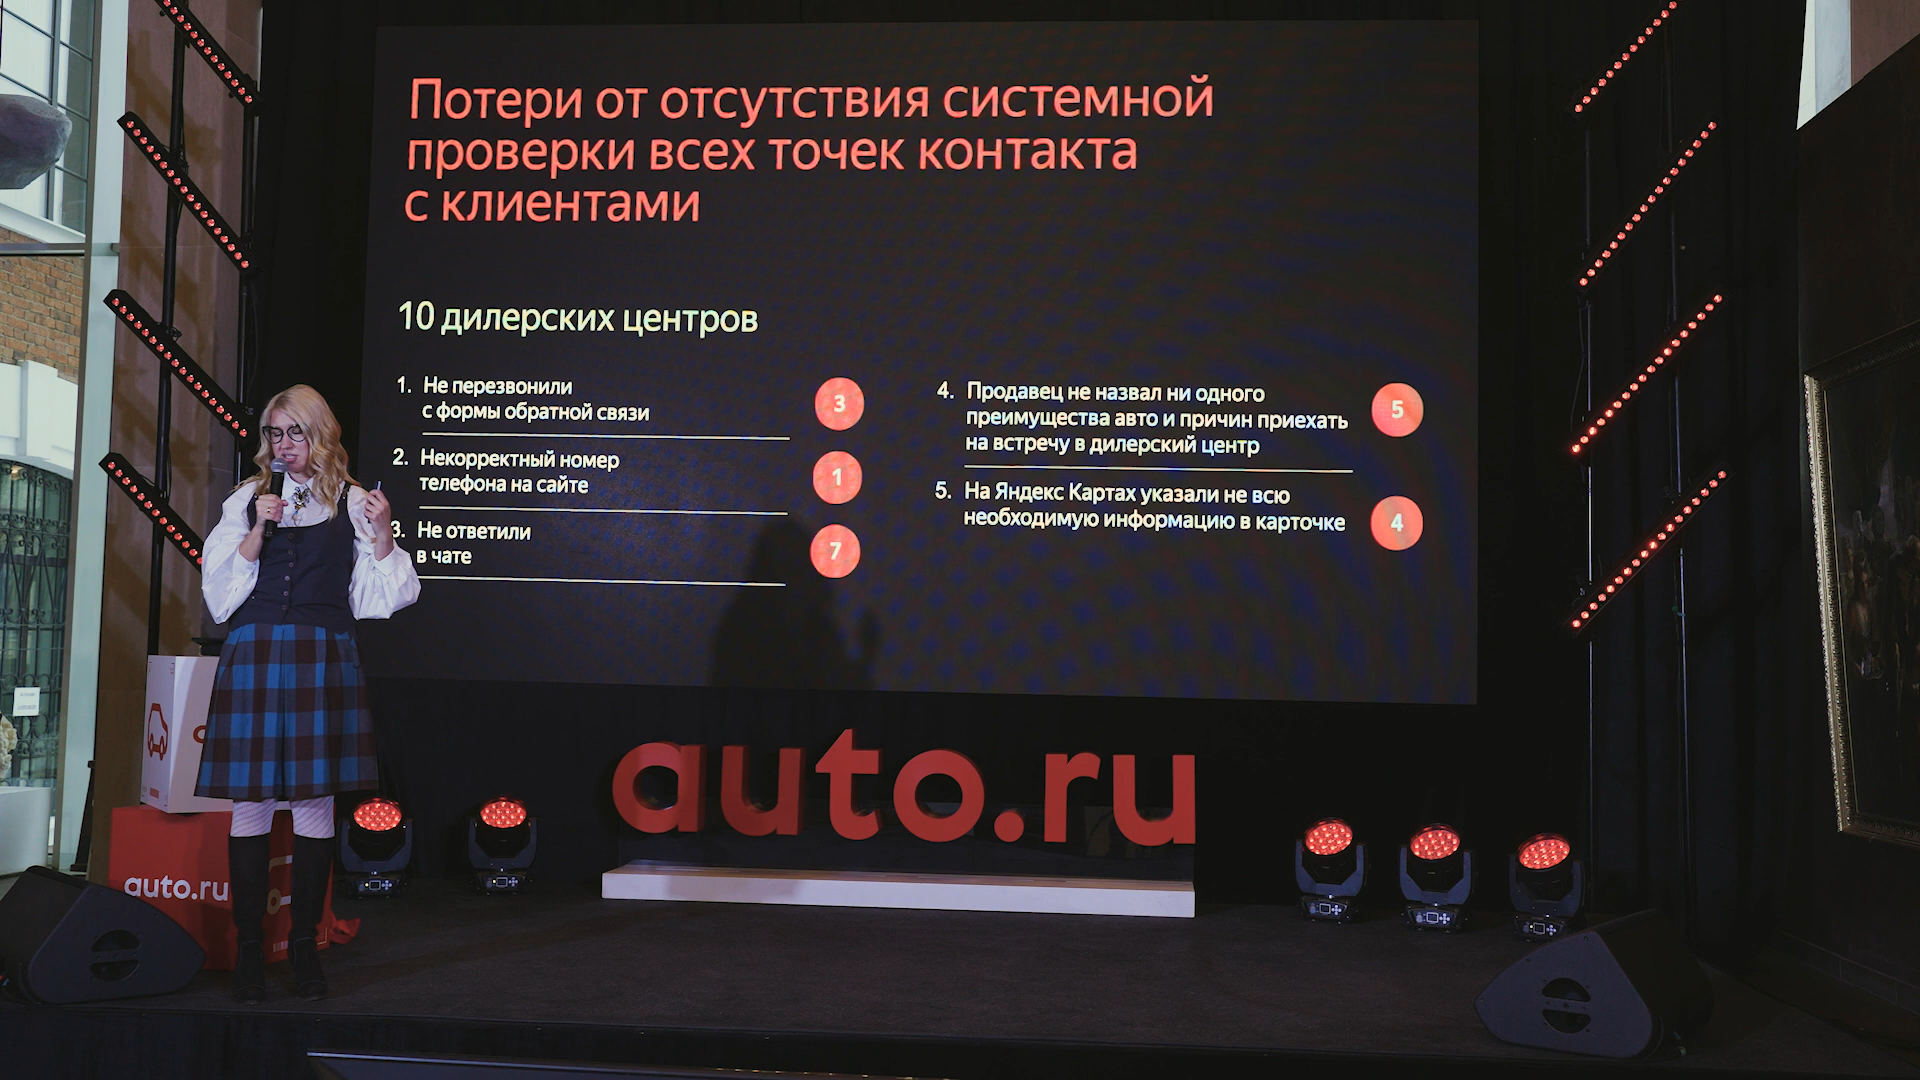 Потери от отсутствия системной
проверки всех точек контакта
с клиентами
10 дилерских центров
1. Не перезвонили
с формы обратной связи
3
2. Некорректный номер
телефона на сайте
1
3. Не ответили
в чате
7
4. Продавец не назвал ни одного
преимущества авто и причин приехать
на встречу в дилерский центр
5
5. На Яндекс Картах указали не всю
необходимую информацию в карточке
4
auto.ru
auto.ru